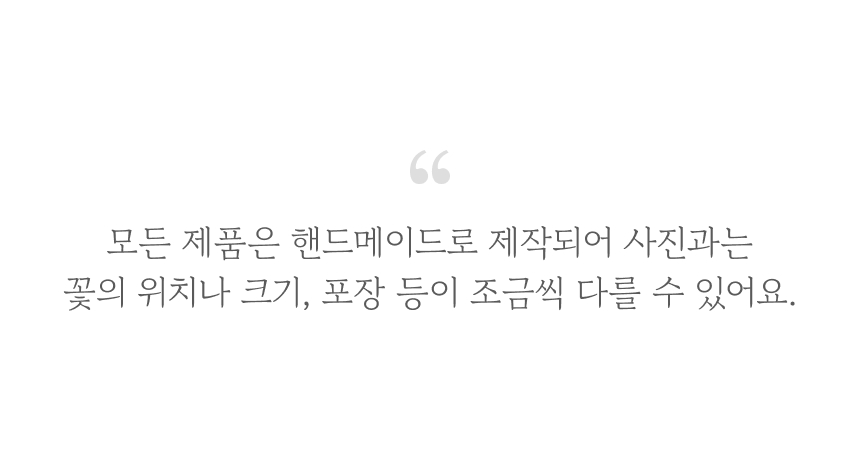 “
모든 제품은 핸드메이드로 제작되어 사진과는
꽃의 위치나 크기, 포장 등이 조금씩 다를 수 있어요.